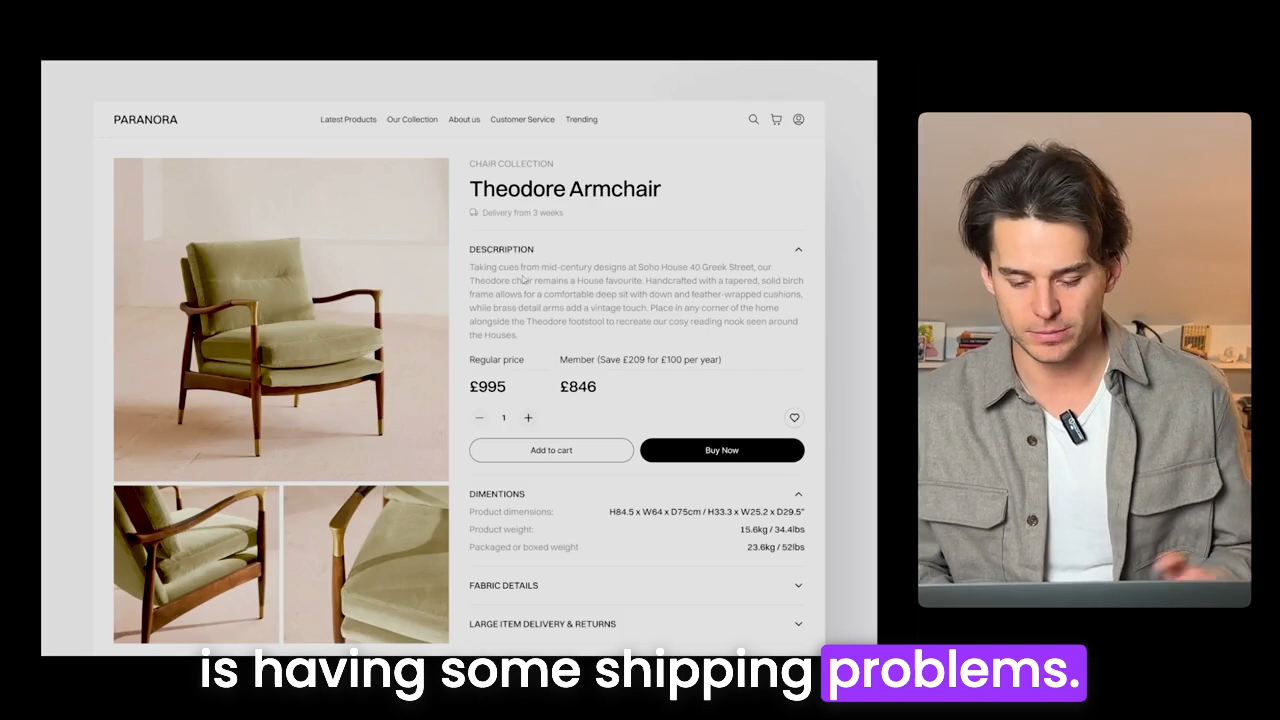 PARANORA
Latest Products Our Collection About us Customer Service Trending
CHAIR COLLECTION
Theodore Armchair
Delivery from 3 weeks
DESCRRIPTION
Taking cues from mid-century designs at Soho House 40 Greek Street, our
Theodore chair remains a House favourite. Handcrafted with a tapered, solid birch
frame allows for a comfortable deep sit with down and feather-wrapped cushions,
while brass detail arms add a vintage touch. Place in any corner of the home
alongside the Theodore footstool to recreate our cosy reading nook seen around
the Houses.
Regular price Member (Save £209 for £100 per year)
£995 £846
1
Add to cart Buy Now
DIMENTIONS
Product dimensions: H84.5 x W64 x D75cm / H33.3 x W25.2 x D29.5"
Product weight: 15.6kg / 34.4lbs
Packaged or boxed weight 23.6kg / 52lbs
FABRIC DETAILS
LARGE ITEM DELIVERY & RETURNS
is having some shipping problems.